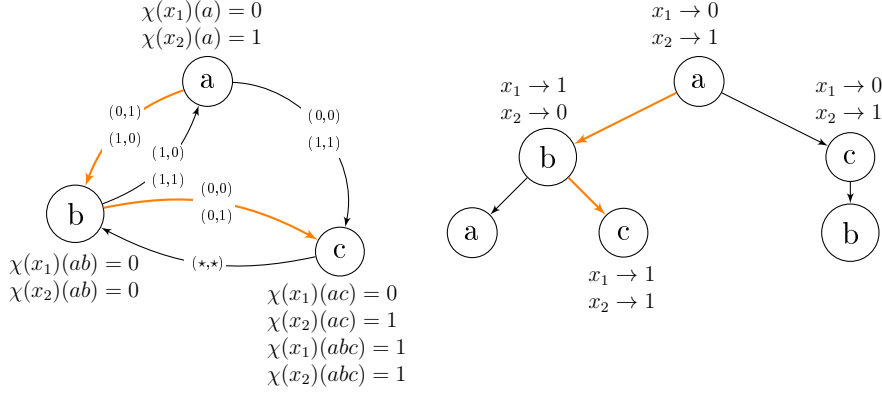 χ(x₁)(a) = 0
χ(x₂)(a) = 1
a
(0,1)
(1,0)
(0,0)
(1,1)
(1,0)
(1,1)
(0,0)
(0,1)
b
c
(⋆,⋆)
χ(x₁)(ab) = 0
χ(x₂)(ab) = 0
χ(x₁)(ac) = 0
χ(x₂)(ac) = 1
χ(x₁)(abc) = 1
χ(x₂)(abc) = 1
x₁ → 0
x₂ → 1
a
x₁ → 1
x₂ → 0
b
x₁ → 0
x₂ → 1
c
a
c
b
x₁ → 1
x₂ → 1